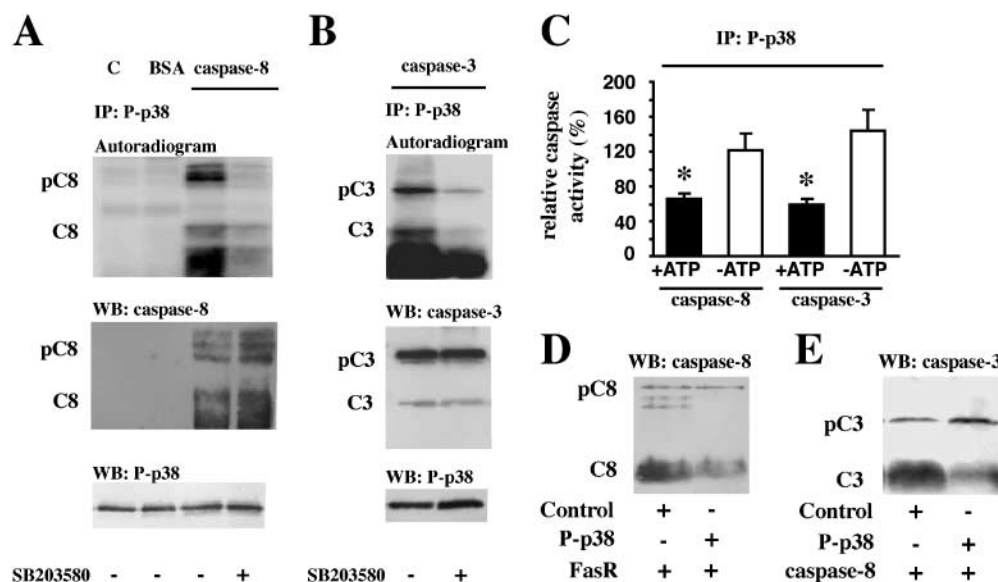 A
C BSA caspase-8
IP: P-p38
Autoradiogram
pC8
C8
WB: caspase-8
pC8
C8
WB: P-p38
SB203580 - - - +
B
caspase-3
IP: P-p38
Autoradiogram
pC3
C3
WB: caspase-3
pC3
C3
WB: P-p38
SB203580 - +
C
IP: P-p38
relative caspase
activity (%)
200
160
120
80
40
0
* *
+ATP -ATP +ATP -ATP
caspase-8 caspase-3
D
WB: caspase-8
pC8
C8
Control + -
P-p38 - +
FasR + +
E
WB: caspase-3
pC3
C3
Control + -
P-p38 - +
caspase-8 + +